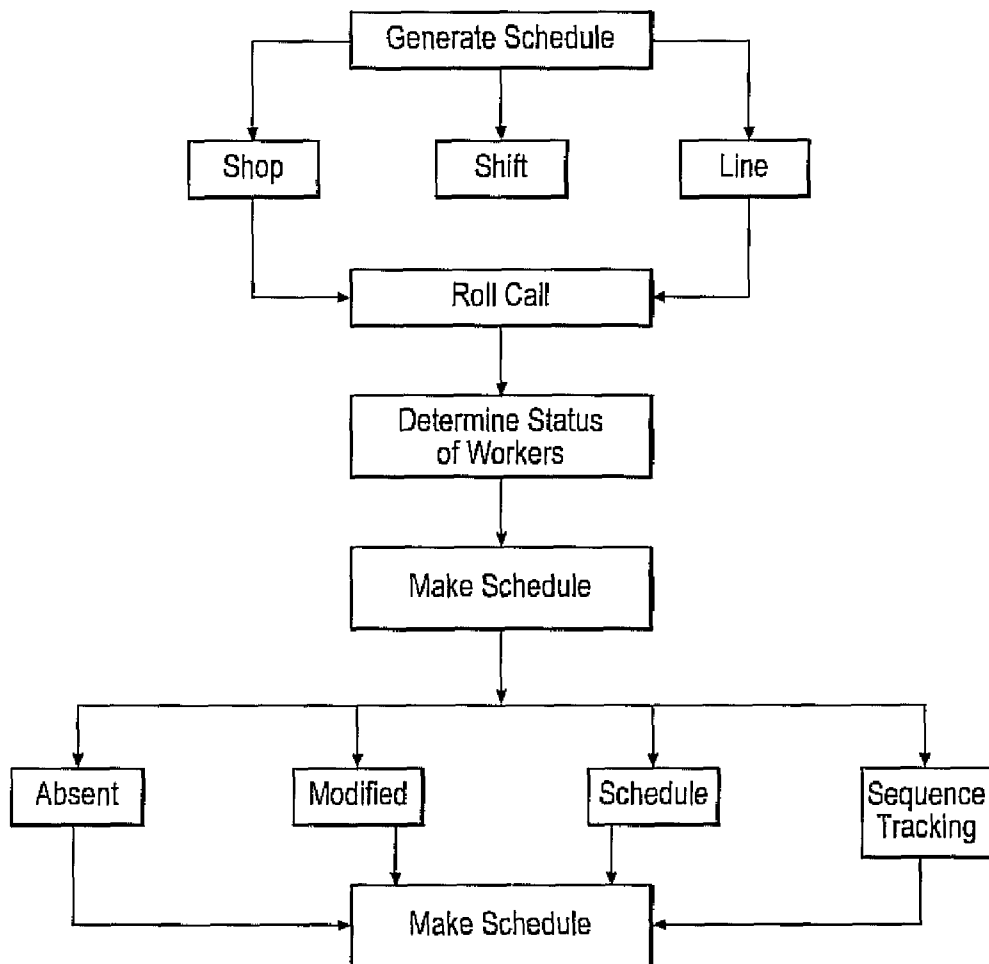 Generate Schedule
Shop
Shift
Line
Roll Call
Determine Status
of Workers
Make Schedule
Absent
Modified
Schedule
Sequence
Tracking
Make Schedule